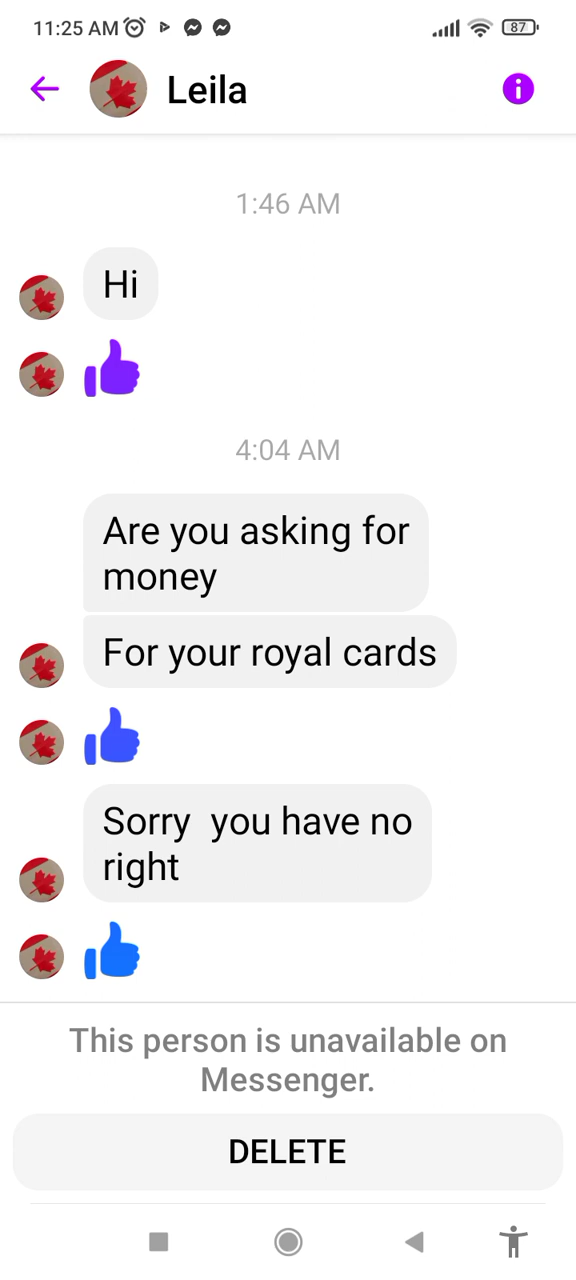 11:25 AM
87
Leila
1:46 AM
Hi
4:04 AM
Are you asking for
money
For your royal cards
Sorry  you have no
right
This person is unavailable on
Messenger.
DELETE